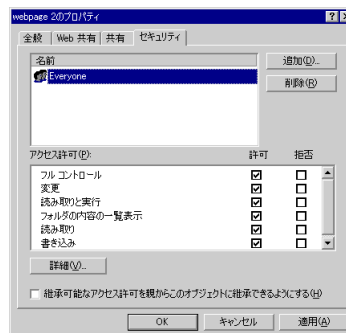 webpage 2のプロパティ
全般 Web 共有 共有 セキュリティ
名前
Everyone
追加(D)...
削除(R)
アクセス許可(P): 許可 拒否
フル コントロール
変更
読み取りと実行
フォルダの内容の一覧表示
読み取り
書き込み
詳細(V)...
継承可能なアクセス許可を親からこのオブジェクトに継承できるようにする(H)
OK キャンセル 適用(A)